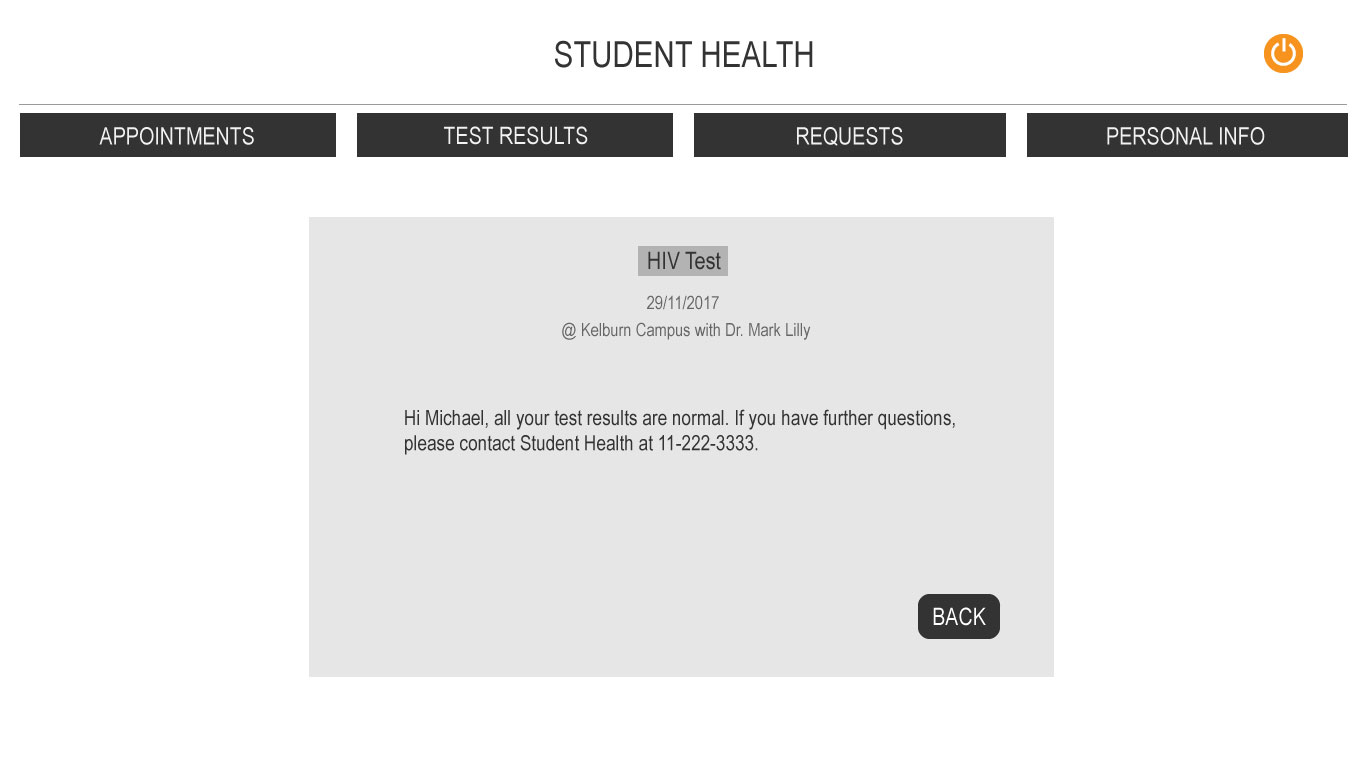 STUDENT HEALTH
APPOINTMENTS
TEST RESULTS
REQUESTS
PERSONAL INFO
HIV Test
29/11/2017
@ Kelburn Campus with Dr. Mark Lilly
Hi Michael, all your test results are normal. If you have further questions,
please contact Student Health at 11-222-3333.
BACK